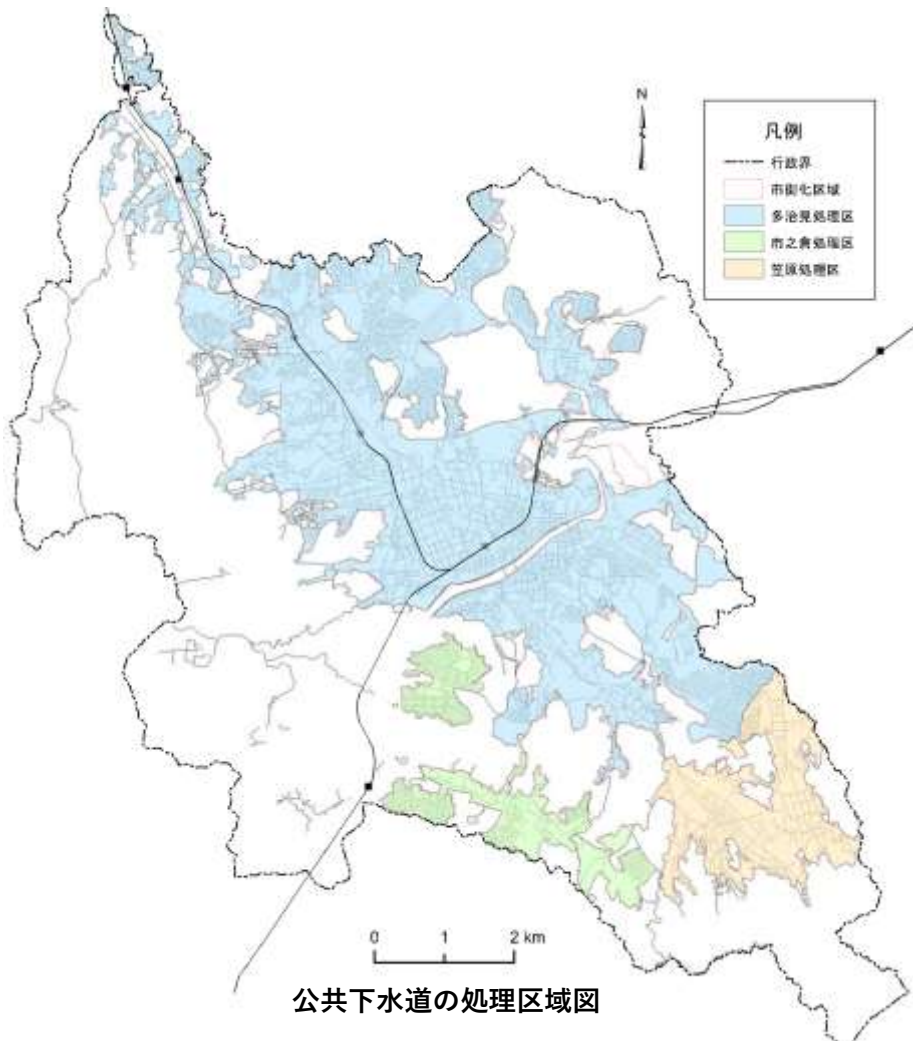 N
凡例
行政界
市街化区域
多治見処理区
市之倉処理区
笠原処理区
0 1 2 km
公共下水道の処理区域図